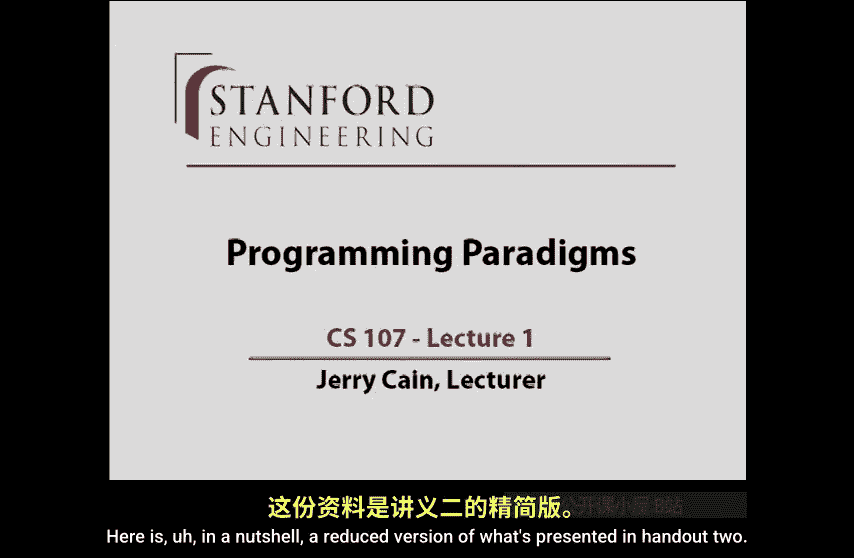 STANFORD
ENGINEERING
Programming Paradigms
CS 107 - Lecture 1
Jerry Cain, Lecturer
这份资料是讲义二的精简版。
Here is, uh, in a nutshell, a reduced version of what's presented in handout two.